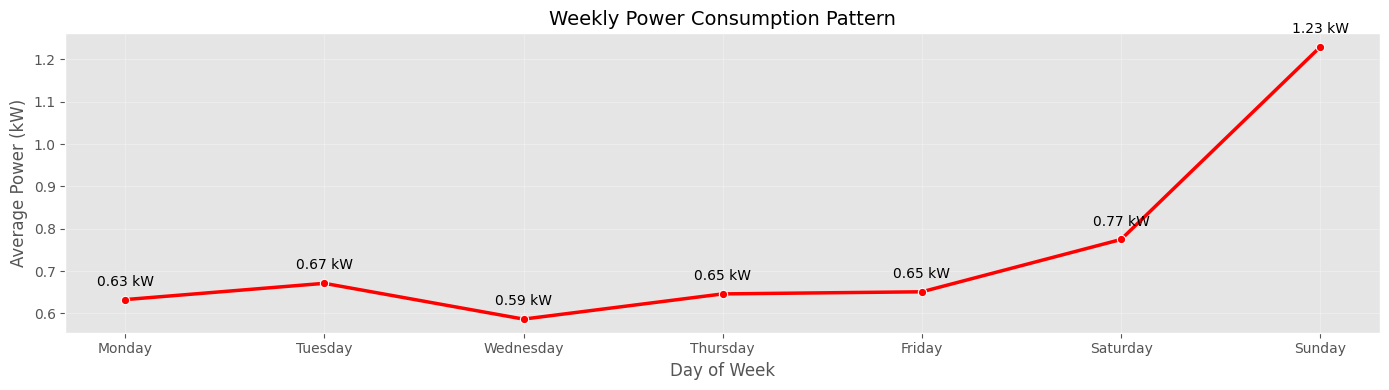 Weekly Power Consumption Pattern
1.23 kW
1.2
1.1
1.0
0.9
0.8
0.7
0.6
Average Power (kW)
0.63 kW
0.67 kW
0.59 kW
0.65 kW
0.65 kW
0.77 kW
Monday Tuesday Wednesday Thursday Friday Saturday Sunday
Day of Week